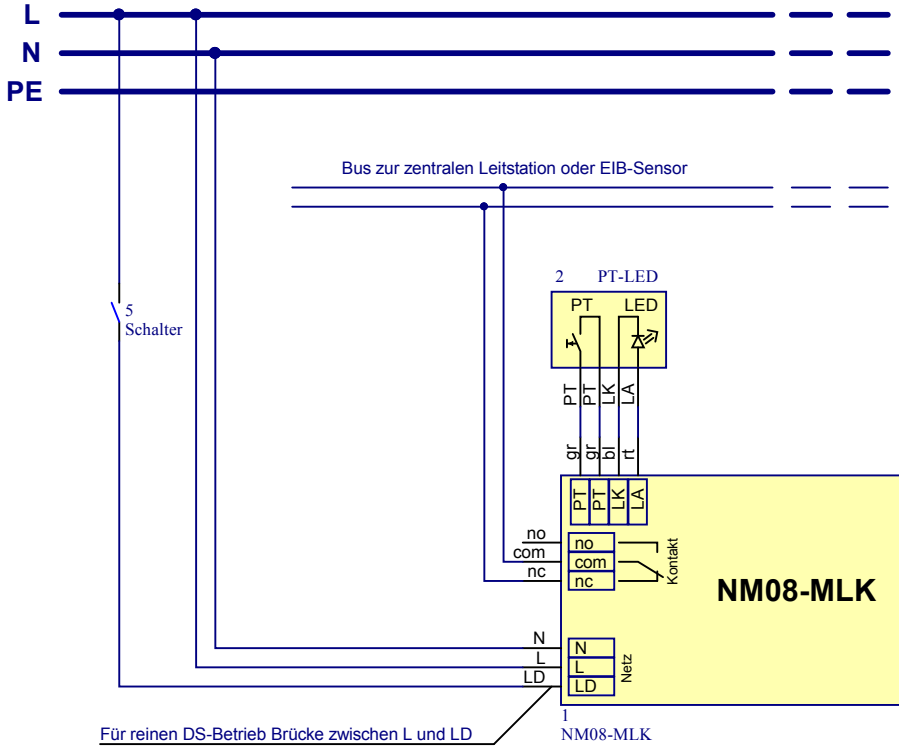 L
N
PE
Bus zur zentralen Leitstation oder EIB-Sensor
2 PT-LED
PT LED
5
Schalter
PT PT LK LA
gr gr bl rt
PT PT LK LA
no no
com com
nc nc
Kontakt
NM08-MLK
N N
L L
LD LD
Netz
Für reinen DS-Betrieb Brücke zwischen L und LD
1
NM08-MLK